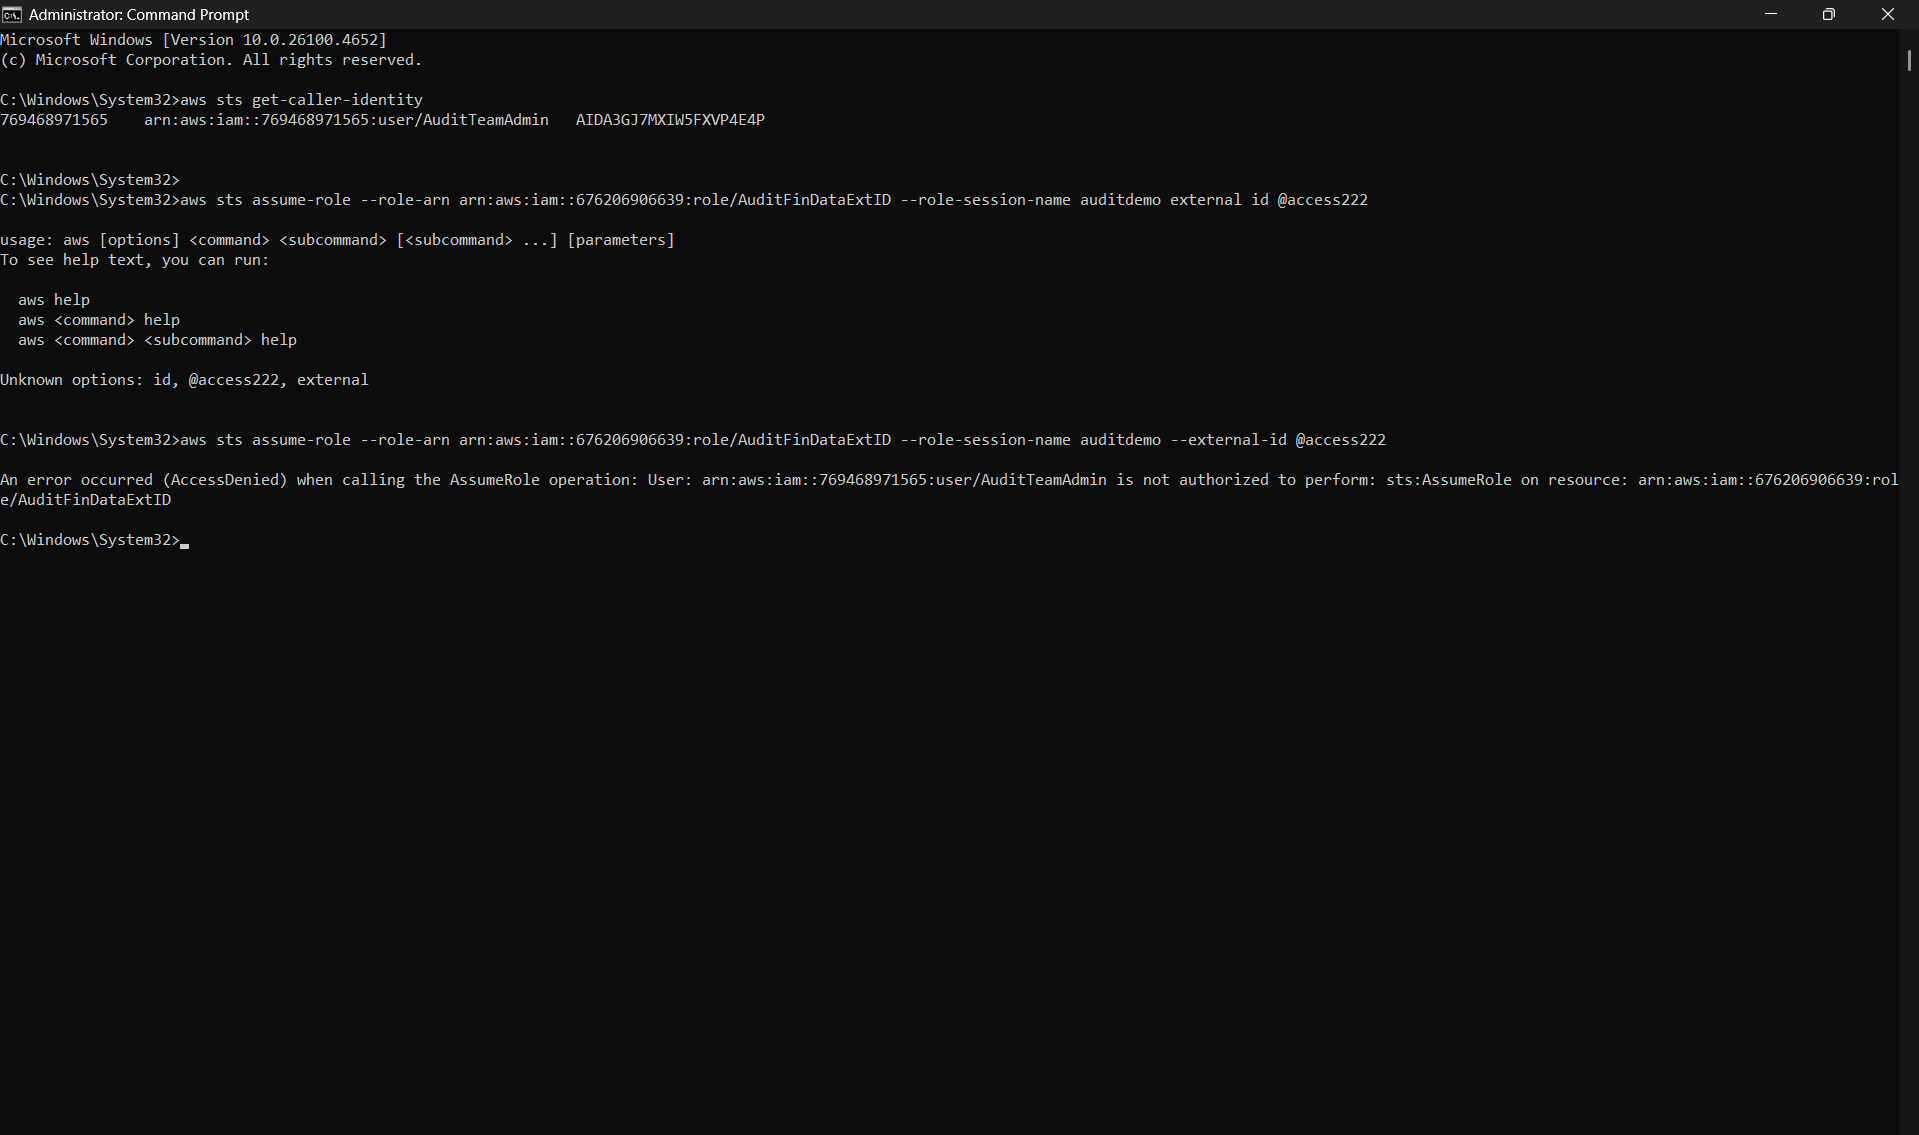 Administrator: Command Prompt
Microsoft Windows [Version 10.0.26100.4652]
(c) Microsoft Corporation. All rights reserved.
C:\Windows\System32>aws sts get-caller-identity
769468971565    arn:aws:iam::769468971565:user/AuditTeamAdmin   AIDA3GJ7MXIW5FXVP4E4P
C:\Windows\System32>
C:\Windows\System32>aws sts assume-role --role-arn arn:aws:iam::676206906639:role/AuditFinDataExtID --role-session-name auditdemo external id @access222
usage: aws [options] <command> <subcommand> [<subcommand> ...] [parameters]
To see help text, you can run:
  aws help
  aws <command> help
  aws <command> <subcommand> help
Unknown options: id, @access222, external
C:\Windows\System32>aws sts assume-role --role-arn arn:aws:iam::676206906639:role/AuditFinDataExtID --role-session-name auditdemo --external-id @access222
An error occurred (AccessDenied) when calling the AssumeRole operation: User: arn:aws:iam::769468971565:user/AuditTeamAdmin is not authorized to perform: sts:AssumeRole on resource: arn:aws:iam::676206906639:rol
e/AuditFinDataExtID
C:\Windows\System32>